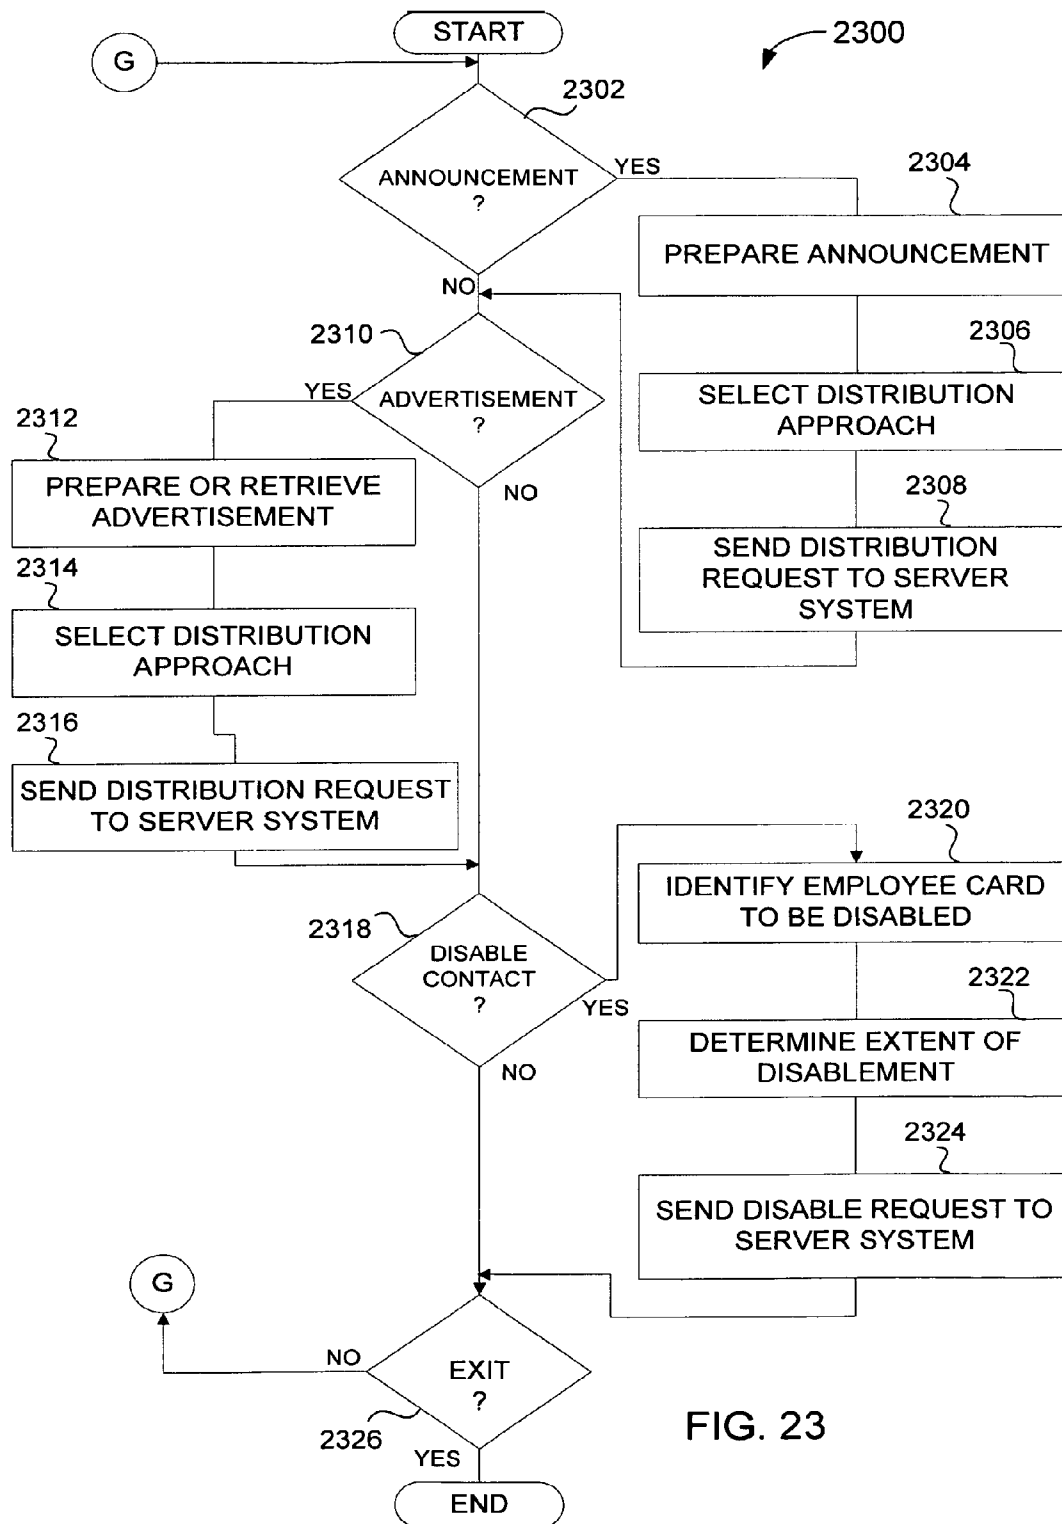 START
2300
G
2302
ANNOUNCEMENT
?
YES
2304
PREPARE ANNOUNCEMENT
NO
2306
SELECT DISTRIBUTION
APPROACH
2310
ADVERTISEMENT
?
YES
2308
SEND DISTRIBUTION
REQUEST TO SERVER
SYSTEM
2312
PREPARE OR RETRIEVE
ADVERTISEMENT
NO
2314
SELECT DISTRIBUTION
APPROACH
2316
SEND DISTRIBUTION REQUEST
TO SERVER SYSTEM
2318
DISABLE
CONTACT
?
YES
2320
IDENTIFY EMPLOYEE CARD
TO BE DISABLED
2322
DETERMINE EXTENT OF
DISABLEMENT
NO
2324
SEND DISABLE REQUEST TO
SERVER SYSTEM
G
NO
EXIT
?
2326
YES
END
FIG. 23